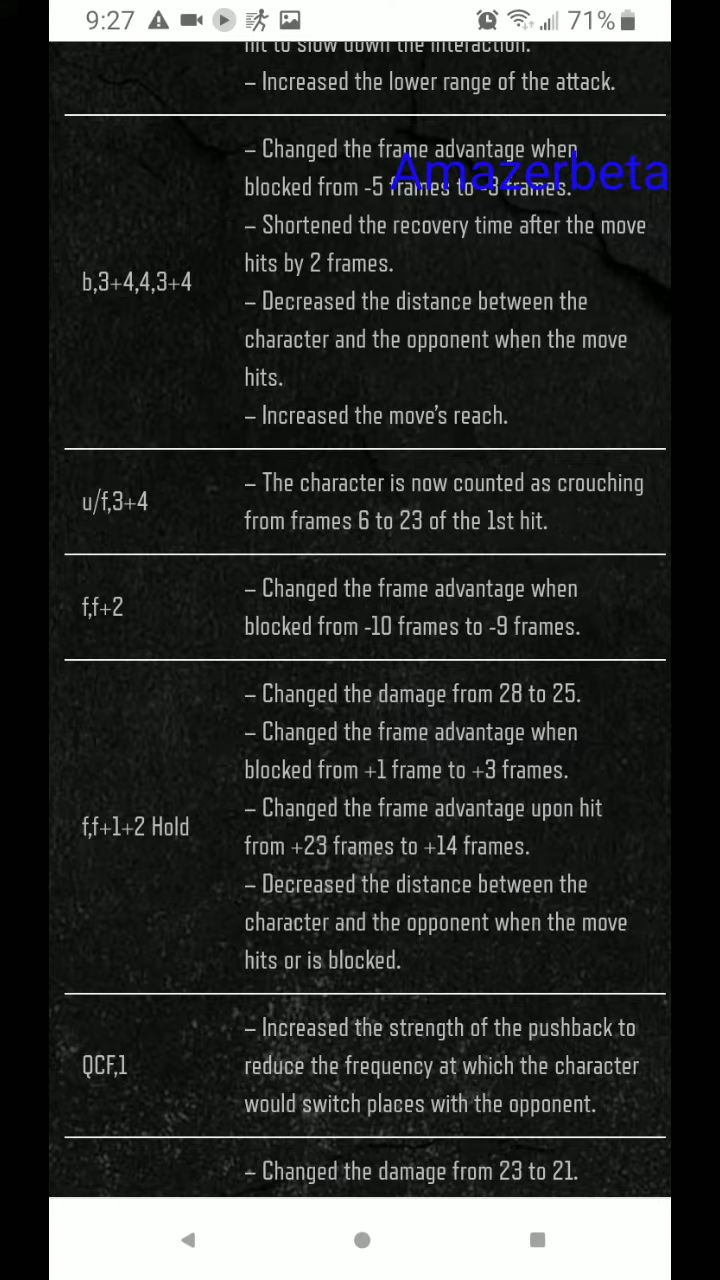 9:27
71%
hit to slow down the interaction.
– Increased the lower range of the attack.
b,3+4,4,3+4
– Changed the frame advantage when
blocked from -5 frames to -3 frames.
– Shortened the recovery time after the move
hits by 2 frames.
– Decreased the distance between the
character and the opponent when the move
hits.
– Increased the move’s reach.
Amazerbeta
u/f,3+4
– The character is now counted as crouching
from frames 6 to 23 of the 1st hit.
f,f+2
– Changed the frame advantage when
blocked from -10 frames to -9 frames.
f,f+1+2 Hold
– Changed the damage from 28 to 25.
– Changed the frame advantage when
blocked from +1 frame to +3 frames.
– Changed the frame advantage upon hit
from +23 frames to +14 frames.
– Decreased the distance between the
character and the opponent when the move
hits or is blocked.
QCF,1
– Increased the strength of the pushback to
reduce the frequency at which the character
would switch places with the opponent.
– Changed the damage from 23 to 21.